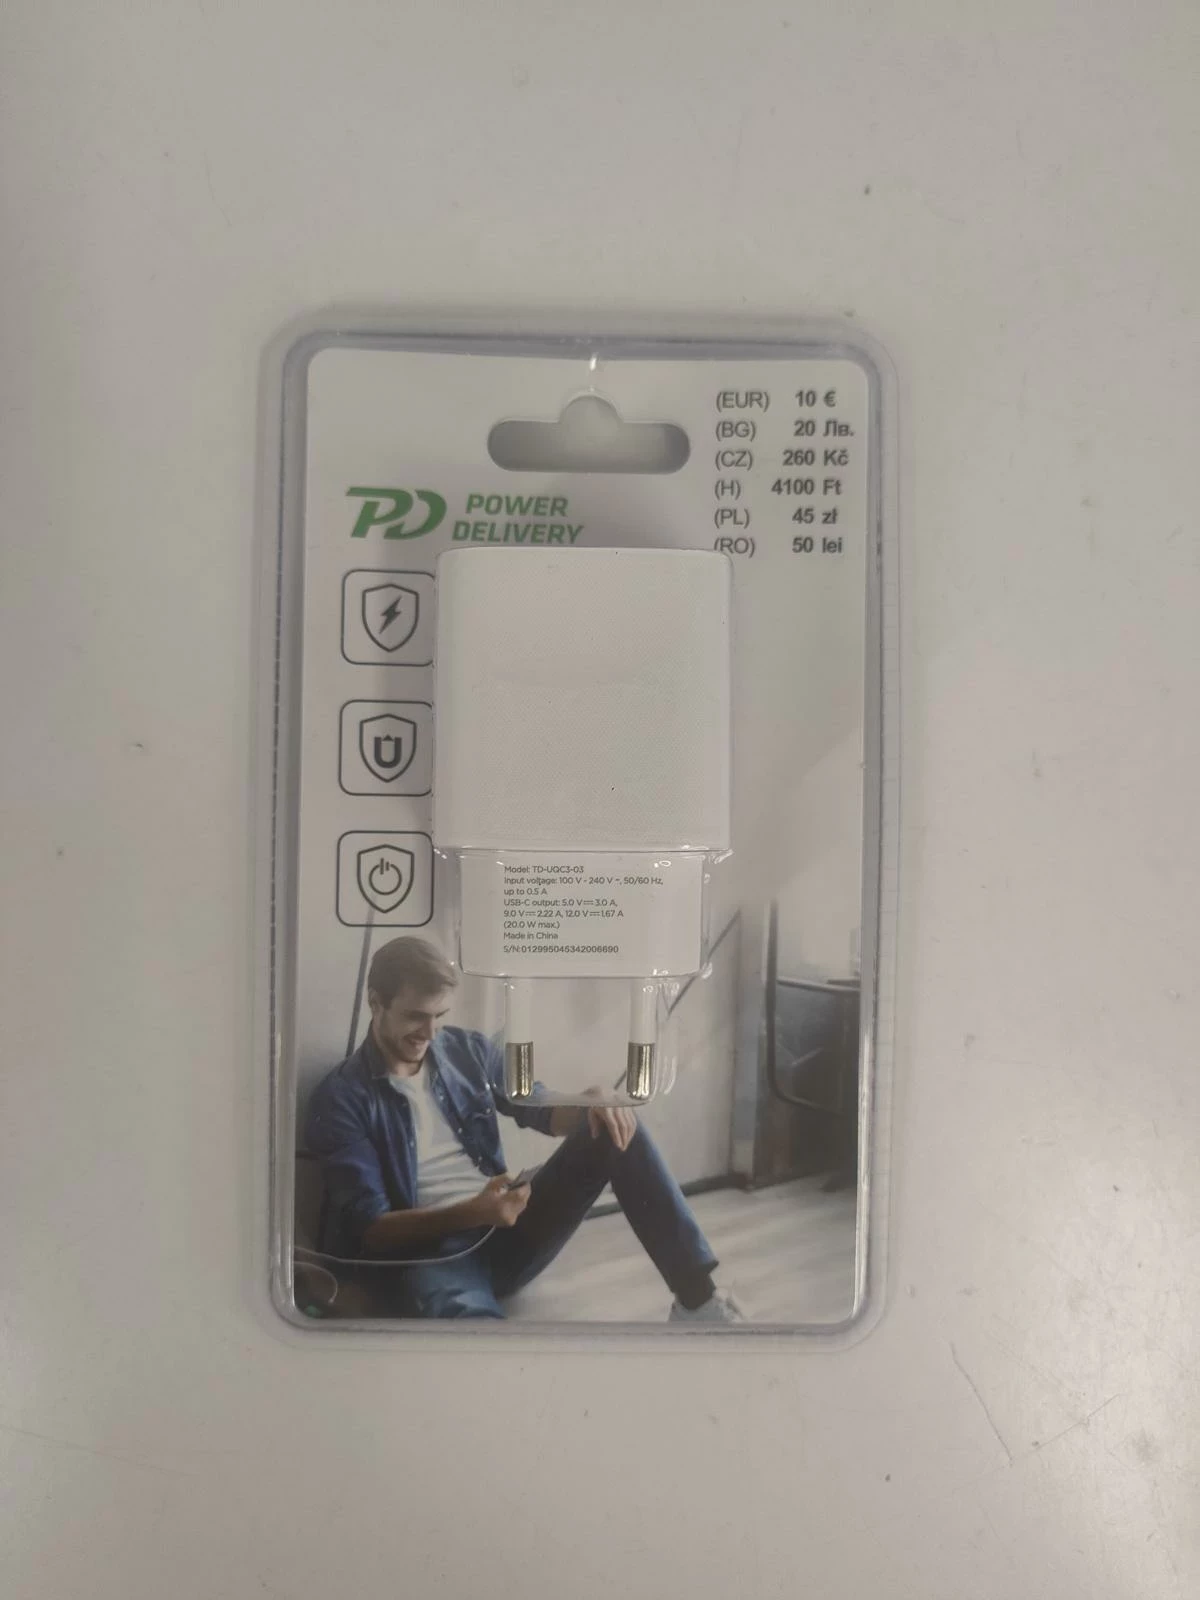 (EUR) 10 €
(BG) 20 Лв.
(CZ) 260 Kč
(H) 4100 Ft
(PL) 45 zł
(RO) 50 lei
PD POWER
DELIVERY
Model: TD-UQC3-03
Input voltage: 100 V - 240 V ~, 50/60 Hz,
up to 0.5 A
USB-C output: 5.0 V⎓3.0 A,
9.0 V⎓2.22 A, 12.0 V⎓1.67 A
(20.0 W max.)
Made in China
S/N:012995045342006690